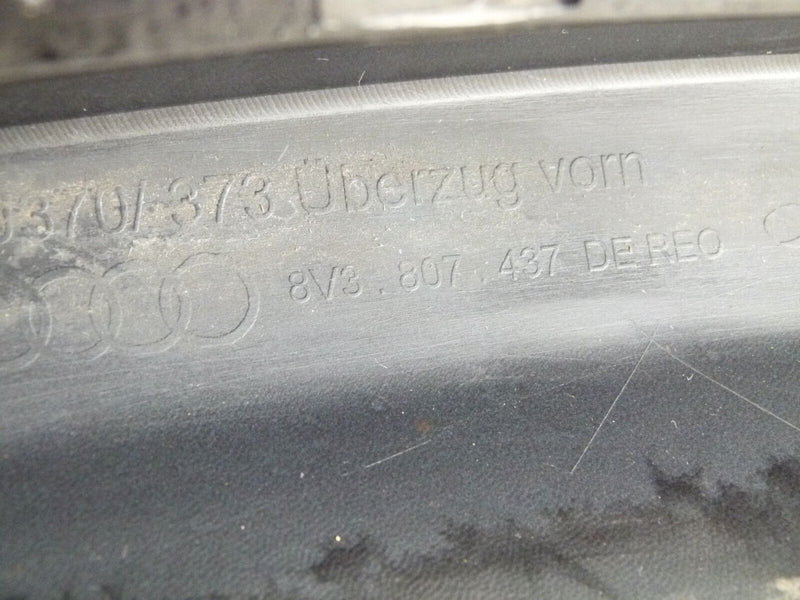 370/ 373 Überzug vorn
8V3 . 807 . 437 DE REO